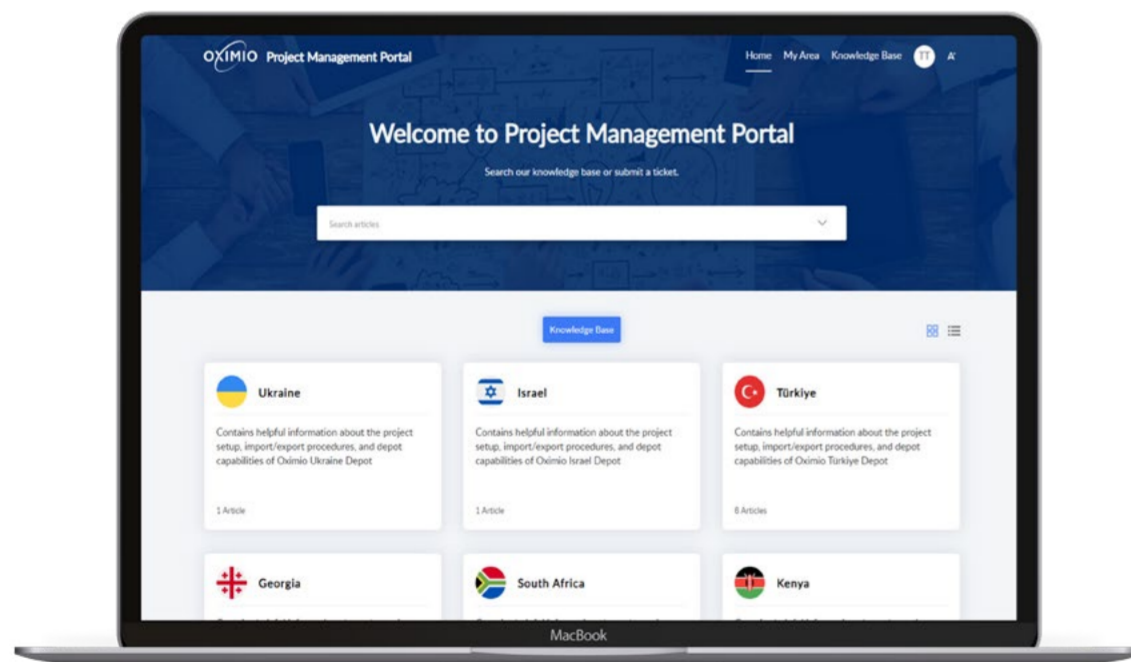 OXIMIO Project Management Portal
Home My Area Knowledge Base TT A
Welcome to Project Management Portal
Search our knowledge base or submit a ticket.
Search articles
Knowledge Base
Ukraine
Contains helpful information about the project
setup, import/export procedures, and depot
capabilities of Oximio Ukraine Depot
1 Article
Israel
Contains helpful information about the project
setup, import/export procedures, and depot
capabilities of Oximio Israel Depot
1 Article
Türkiye
Contains helpful information about the project
setup, import/export procedures, and depot
capabilities of Oximio Türkiye Depot
6 Articles
Georgia
South Africa
Kenya
MacBook